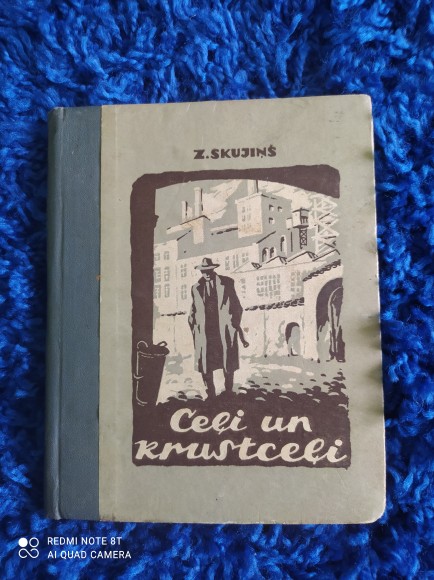 Z. SKUJIŅŠ
Ceļi un
krustceļi
REDMI NOTE 8T
AI QUAD CAMERA